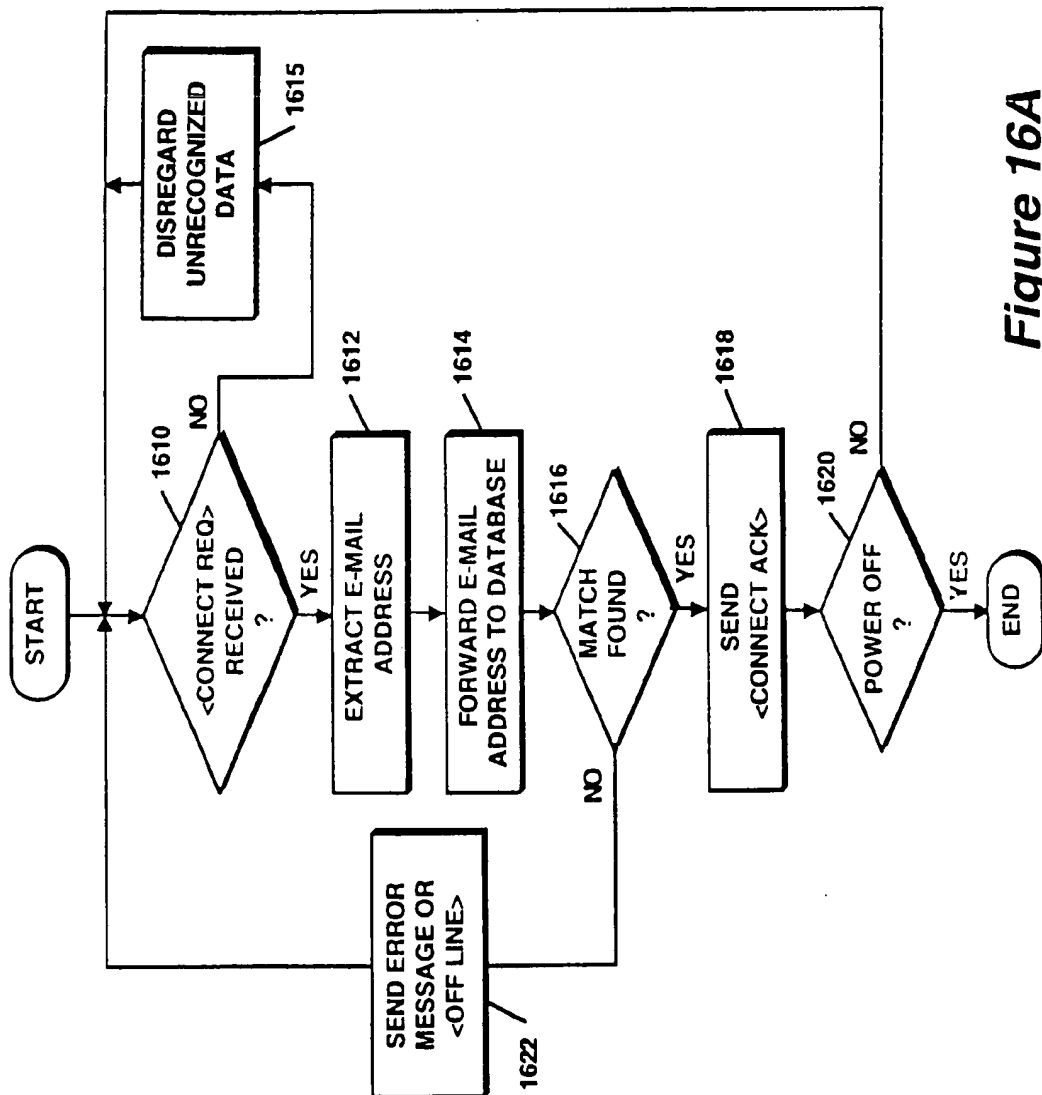 START
1610
<CONNECT REQ>
RECEIVED
?
NO
YES
DISREGARD
UNRECOGNIZED
DATA
1615
1612
EXTRACT E-MAIL
ADDRESS
1614
FORWARD E-MAIL
ADDRESS TO DATABASE
1616
MATCH
FOUND
?
NO
YES
SEND ERROR
MESSAGE OR
<OFF LINE>
1622
1618
SEND
<CONNECT ACK>
1620
POWER OFF
?
NO
YES
END
Figure 16A